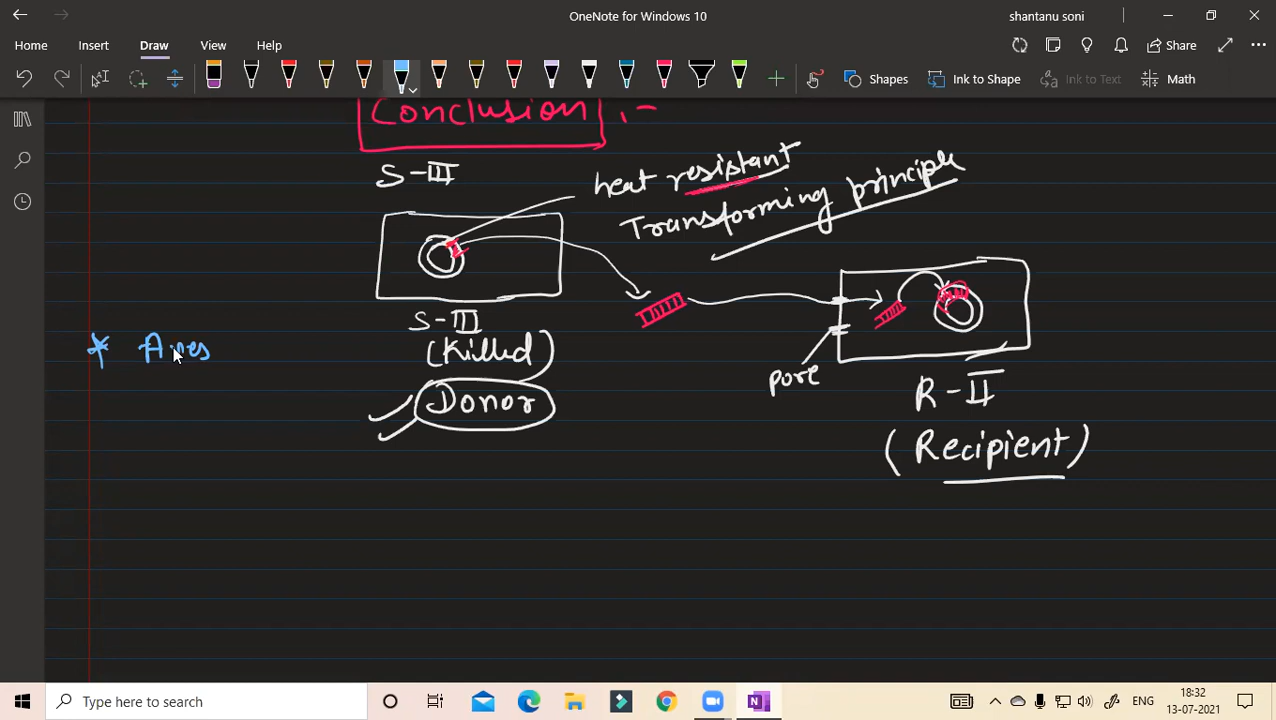 OneNote for Windows 10
shantanu soni
Home Insert Draw View Help
Share
Shapes
Ink to Shape
Ink to Text
Math
Conclusion :-
S-III
heat resistant
Transforming principle
S-III
(Killed)
Donor
* Aves
pore
R-II
(Recipient)
Type here to search
ENG
18:32
13-07-2021